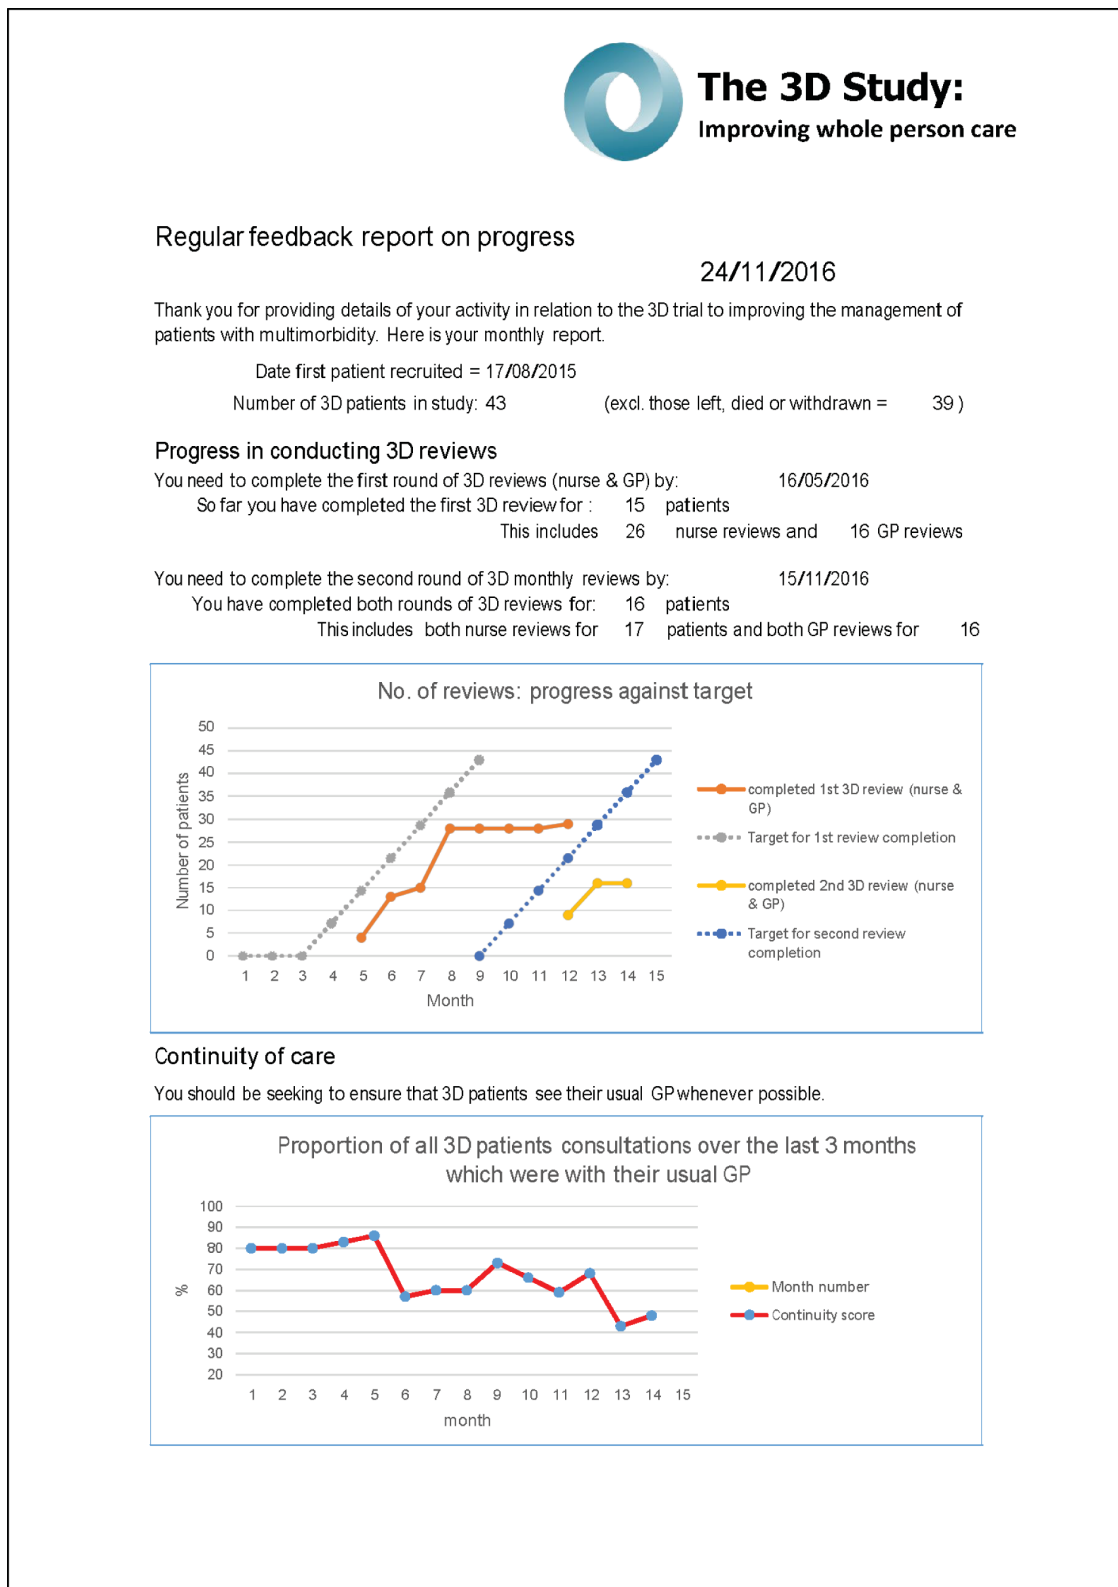 The 3D Study:
Improving whole person care
Regular feedback report on progress
24/11/2016
Thank you for providing details of your activity in relation to the 3D trial to improving the management of
patients with multimorbidity. Here is your monthly report.
Date first patient recruited = 17/08/2015
Number of 3D patients in study: 43 (excl. those left, died or withdrawn = 39 )
Progress in conducting 3D reviews
You need to complete the first round of 3D reviews (nurse & GP) by: 16/05/2016
So far you have completed the first 3D review for : 15 patients
This includes 26 nurse reviews and 16 GP reviews
You need to complete the second round of 3D monthly reviews by: 15/11/2016
You have completed both rounds of 3D reviews for: 16 patients
This includes both nurse reviews for 17 patients and both GP reviews for 16
No. of reviews: progress against target
Number of patients
50
45
40
35
30
25
20
15
10
5
0
1 2 3 4 5 6 7 8 9 10 11 12 13 14 15
Month
completed 1st 3D review (nurse &
GP)
Target for 1st review completion
completed 2nd 3D review (nurse
& GP)
Target for second review
completion
Continuity of care
You should be seeking to ensure that 3D patients see their usual GP whenever possible.
Proportion of all 3D patients consultations over the last 3 months
which were with their usual GP
%
100
90
80
70
60
50
40
30
20
1 2 3 4 5 6 7 8 9 10 11 12 13 14 15
month
Month number
Continuity score